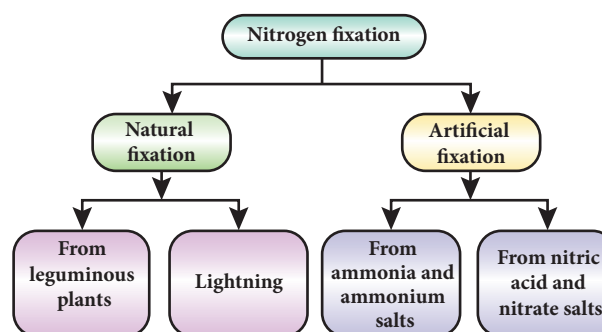 Nitrogen fixation
Natural
fixation
Artificial
fixation
From
leguminous
plants
Lightning
From
ammonia and
ammonium
salts
From nitric
acid and
nitrate salts